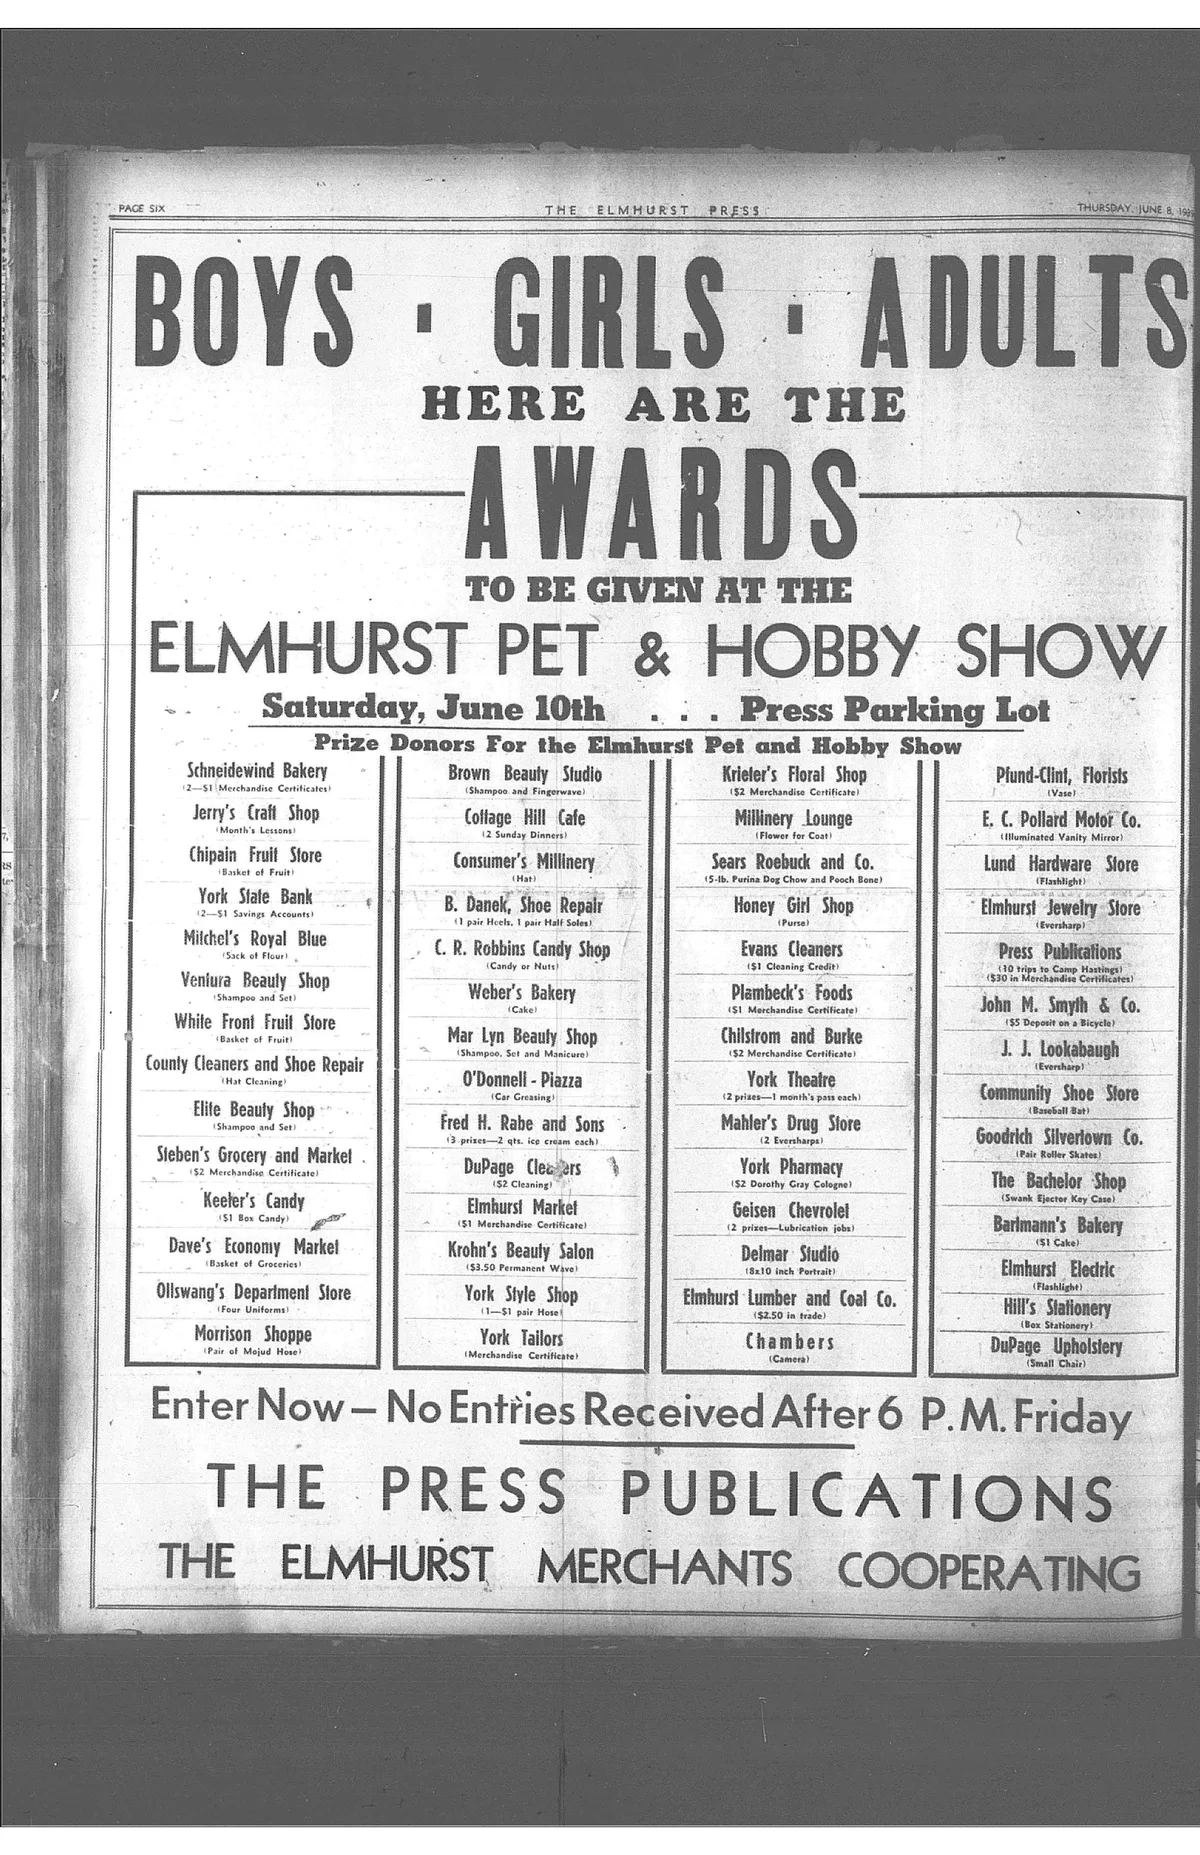 PAGE SIX
THE ELMHURST PRESS
THURSDAY, JUNE 8,
BOYS · GIRLS · ADULTS
HERE ARE THE
AWARDS
TO BE GIVEN AT THE
ELMHURST PET & HOBBY SHOW
Saturday, June 10th . . . Press Parking Lot
Prize Donors For the Elmhurst Pet and Hobby Show
Schneidewind Bakery
(2—$1 Merchandise Certificates)
Jerry's Craft Shop
(Month's Lessons)
Chipain Fruit Store
(Basket of Fruit)
York State Bank
(2—$1 Savings Accounts)
Mitchel's Royal Blue
(Sack of Flour)
Ventura Beauty Shop
(Shampoo and Set)
White Front Fruit Store
(Basket of Fruit)
County Cleaners and Shoe Repair
(Hat Cleaning)
Elite Beauty Shop
(Shampoo and Set)
Steben's Grocery and Market
($2 Merchandise Certificate)
Keefer's Candy
($1 Box Candy)
Dave's Economy Market
(Basket of Groceries)
Ollswang's Department Store
(Four Uniforms)
Morrison Shoppe
(Pair of Mojud Hose)
Brown Beauty Studio
(Shampoo and Fingerwave)
Cottage Hill Cafe
(2 Sunday Dinners)
Consumer's Millinery
(Hat)
B. Danek, Shoe Repair
(1 pair Heels, 1 pair Half Soles)
C. R. Robbins Candy Shop
(Candy or Nuts)
Weber's Bakery
(Cake)
Mar Lyn Beauty Shop
(Shampoo, Set and Manicure)
O'Donnell - Piazza
(Car Greasing)
Fred H. Rabe and Sons
(3 prizes—2 qts. ice cream each)
DuPage Cleaners
($2 Cleaning)
Elmhurst Market
($1 Merchandise Certificate)
Krohn's Beauty Salon
($3.50 Permanent Wave)
York Style Shop
(1—$1 pair Hose)
York Tailors
(Merchandise Certificate)
Krieter's Floral Shop
($2 Merchandise Certificate)
Millinery Lounge
(Flower for Coat)
Sears Roebuck and Co.
(5-lb. Purina Dog Chow and Pooch Bone)
Honey Girl Shop
(Purse)
Evans Cleaners
($1 Cleaning Credit)
Plambeck's Foods
($1 Merchandise Certificate)
Chilstrom and Burke
($2 Merchandise Certificate)
York Theatre
(2 prizes—1 month's pass each)
Mahler's Drug Store
(2 Eversharps)
York Pharmacy
($2 Dorothy Gray Cologne)
Geisen Chevrolet
(2 prizes—Lubrication jobs)
Delmar Studio
(8x10 inch Portrait)
Elmhurst Lumber and Coal Co.
($2.50 in trade)
Chambers
(Camera)
Pfund-Clint, Florists
(Vase)
E. C. Pollard Motor Co.
(Illuminated Vanity Mirror)
Lund Hardware Store
(Flashlight)
Elmhurst Jewelry Store
(Eversharp)
Press Publications
(10 trips to Camp Hastings)
($30 in Merchandise Certificates)
John M. Smyth & Co.
($5 Deposit on a Bicycle)
J. J. Lookabaugh
(Eversharp)
Community Shoe Store
(Baseball Bat)
Goodrich Silvertown Co.
(Pair Roller Skates)
The Bachelor Shop
(Swank Ejector Key Case)
Bartmann's Bakery
($1 Cake)
Elmhurst Electric
(Flashlight)
Hill's Stationery
(Box Stationery)
DuPage Upholstery
(Small Chair)
Enter Now — No Entries Received After 6 P.M. Friday
THE PRESS PUBLICATIONS
THE ELMHURST MERCHANTS COOPERATING